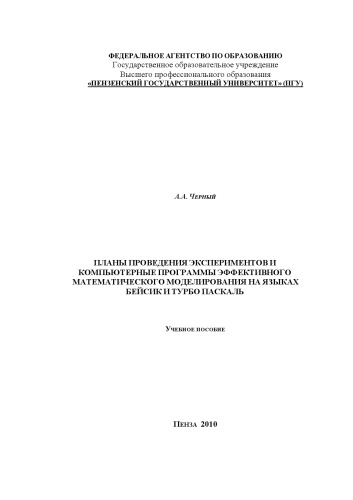 ФЕДЕРАЛЬНОЕ АГЕНТСТВО ПО ОБРАЗОВАНИЮ
Государственное образовательное учреждение
Высшего профессионального образования
«ПЕНЗЕНСКИЙ ГОСУДАРСТВЕННЫЙ УНИВЕРСИТЕТ» (ПГУ)
А.А. ЧЕРНЫЙ
ПЛАНЫ ПРОВЕДЕНИЯ ЭКСПЕРИМЕНТОВ И
КОМПЬЮТЕРНЫЕ ПРОГРАММЫ ЭФФЕКТИВНОГО
МАТЕМАТИЧЕСКОГО МОДЕЛИРОВАНИЯ НА ЯЗЫКАХ
БЕЙСИК И ТУРБО ПАСКАЛЬ
УЧЕБНОЕ ПОСОБИЕ
ПЕНЗА 2010